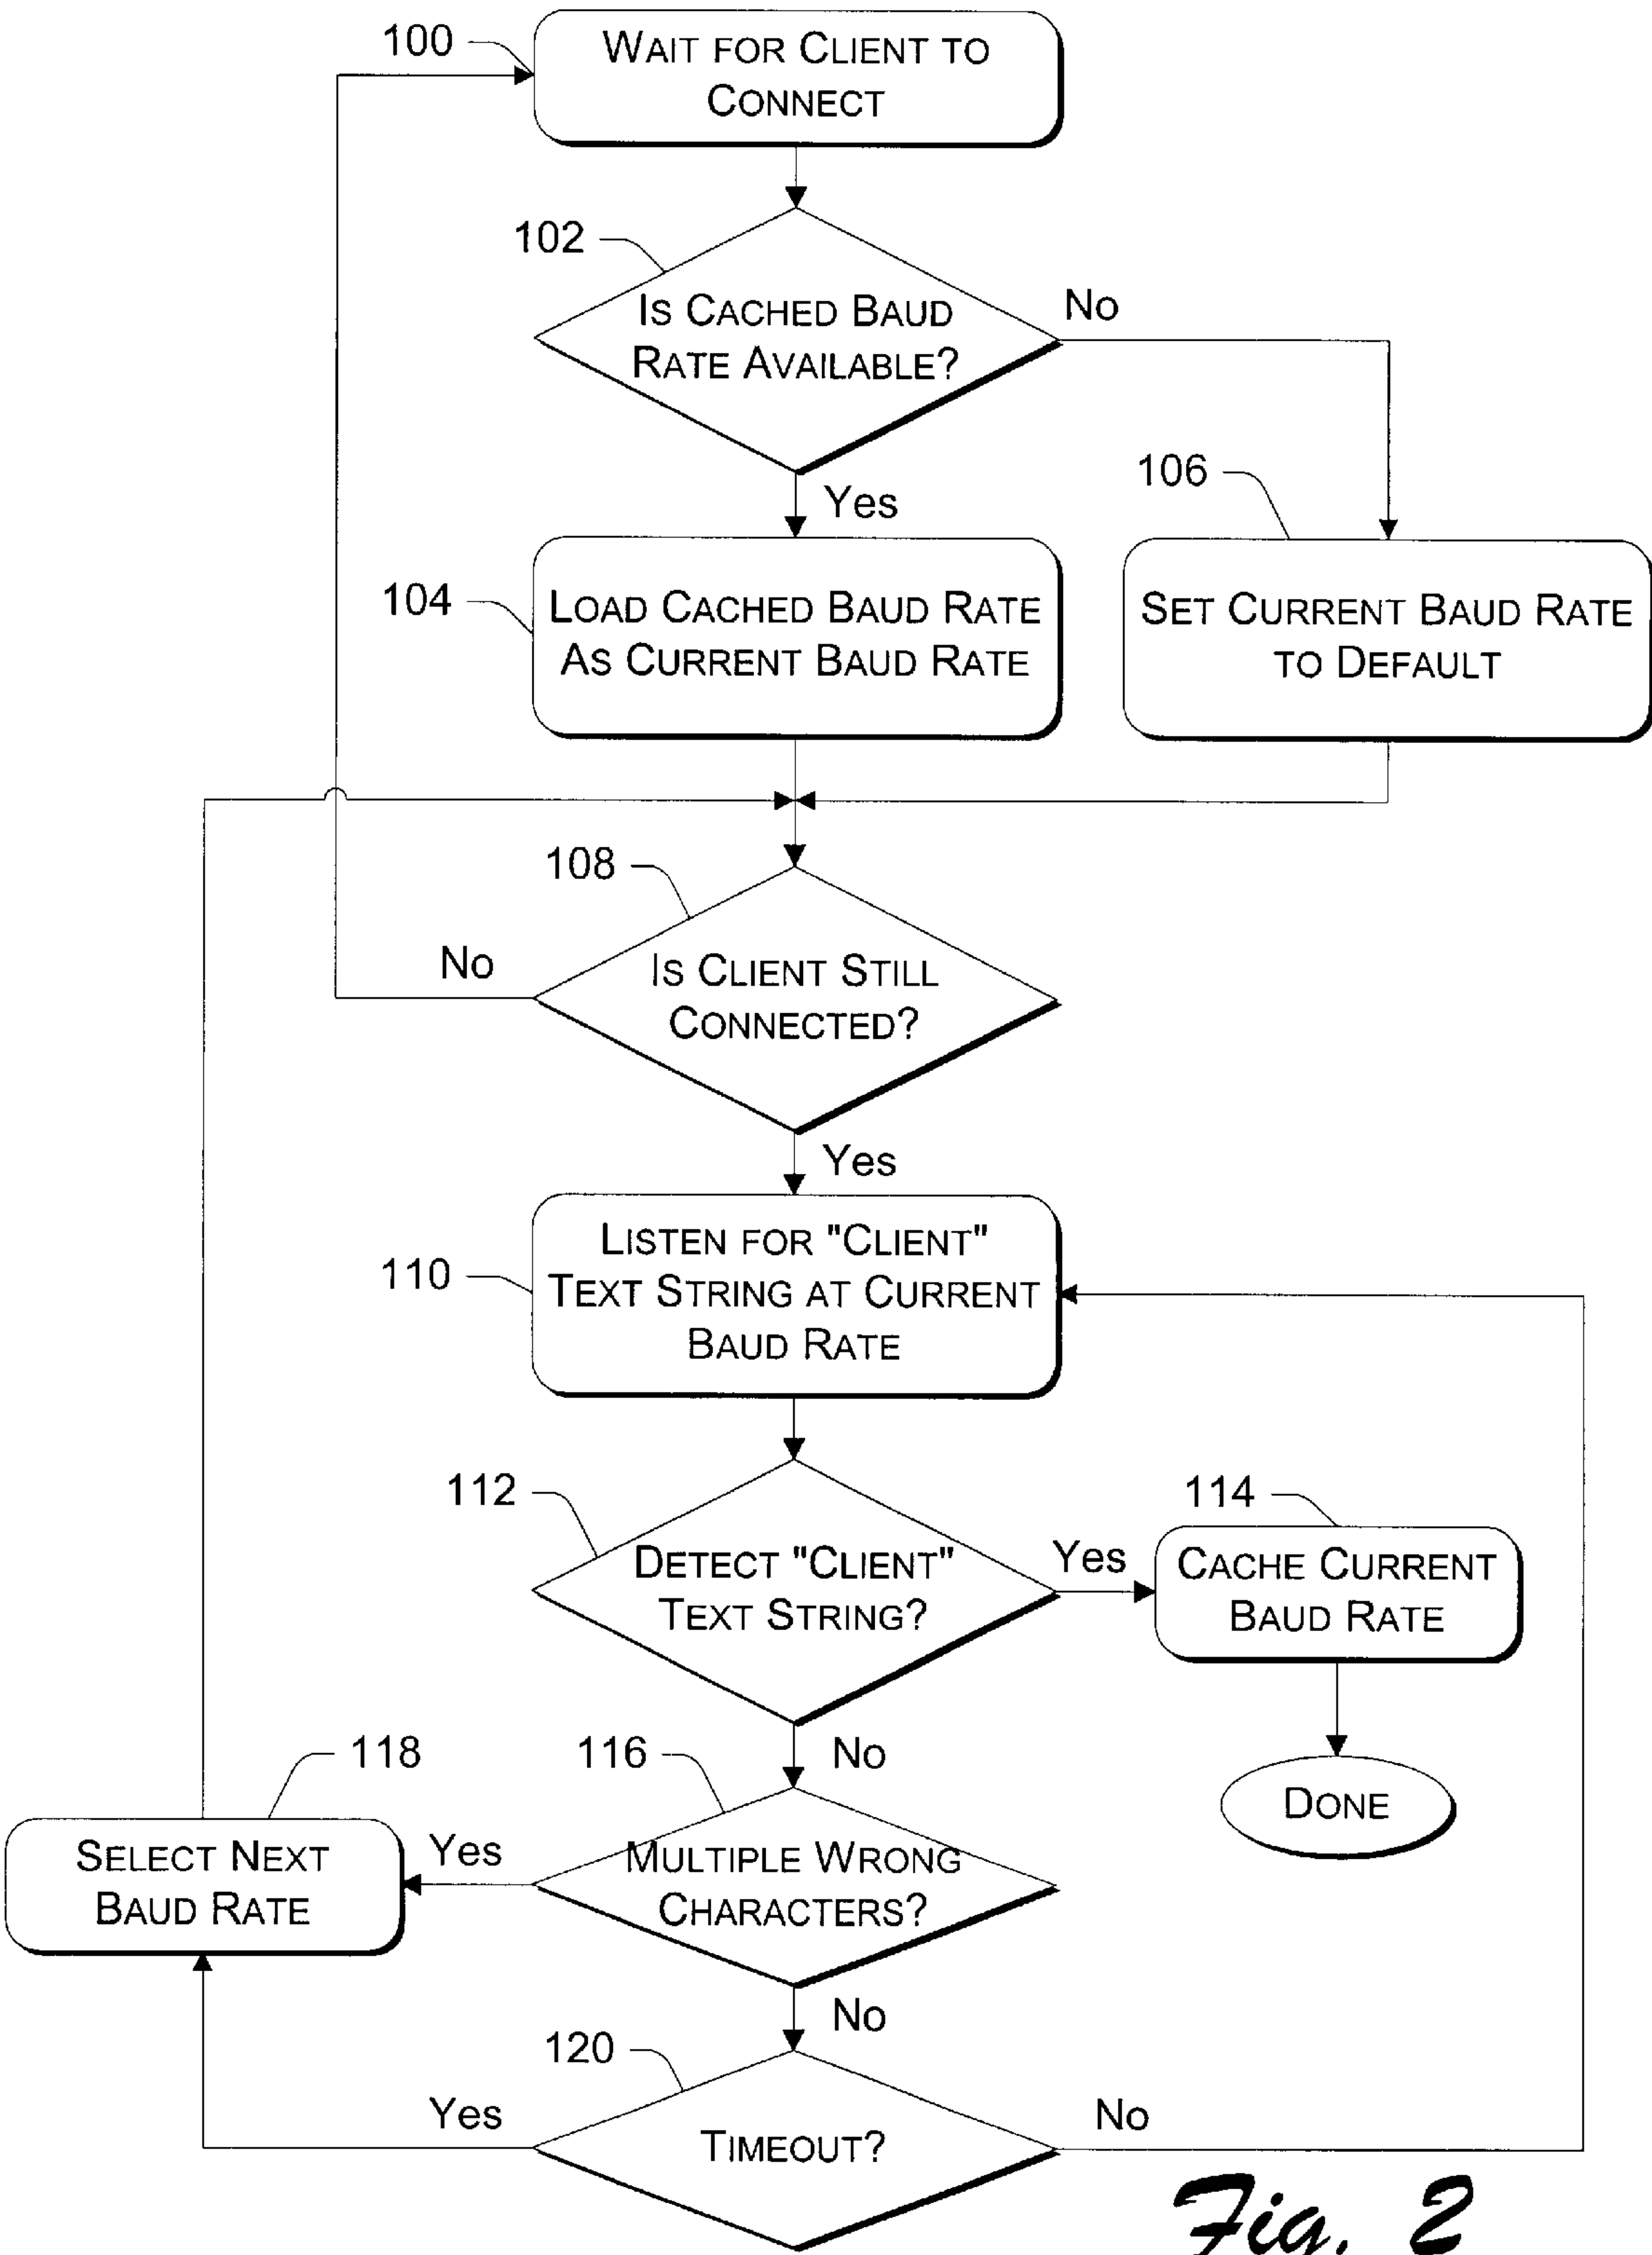 100
WAIT FOR CLIENT TO
CONNECT
102
IS CACHED BAUD
RATE AVAILABLE?
No
Yes
106
104
LOAD CACHED BAUD RATE
AS CURRENT BAUD RATE
SET CURRENT BAUD RATE
TO DEFAULT
108
No
IS CLIENT STILL
CONNECTED?
Yes
110
LISTEN FOR "CLIENT"
TEXT STRING AT CURRENT
BAUD RATE
112
DETECT "CLIENT"
TEXT STRING?
Yes
114
CACHE CURRENT
BAUD RATE
No
DONE
116
MULTIPLE WRONG
CHARACTERS?
Yes
118
SELECT NEXT
BAUD RATE
No
120
TIMEOUT?
Yes
No
Fig. 2